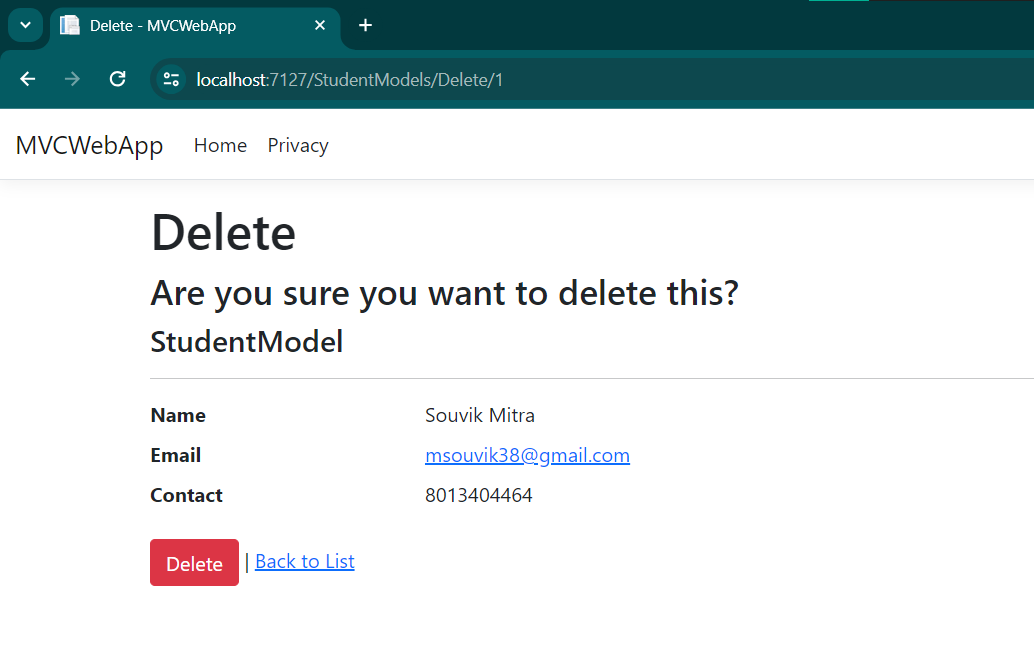 Delete - MVCWebApp
localhost:7127/StudentModels/Delete/1
MVCWebApp Home Privacy
Delete
Are you sure you want to delete this?
StudentModel
Name Souvik Mitra
Email msouvik38@gmail.com
Contact 8013404464
Delete | Back to List